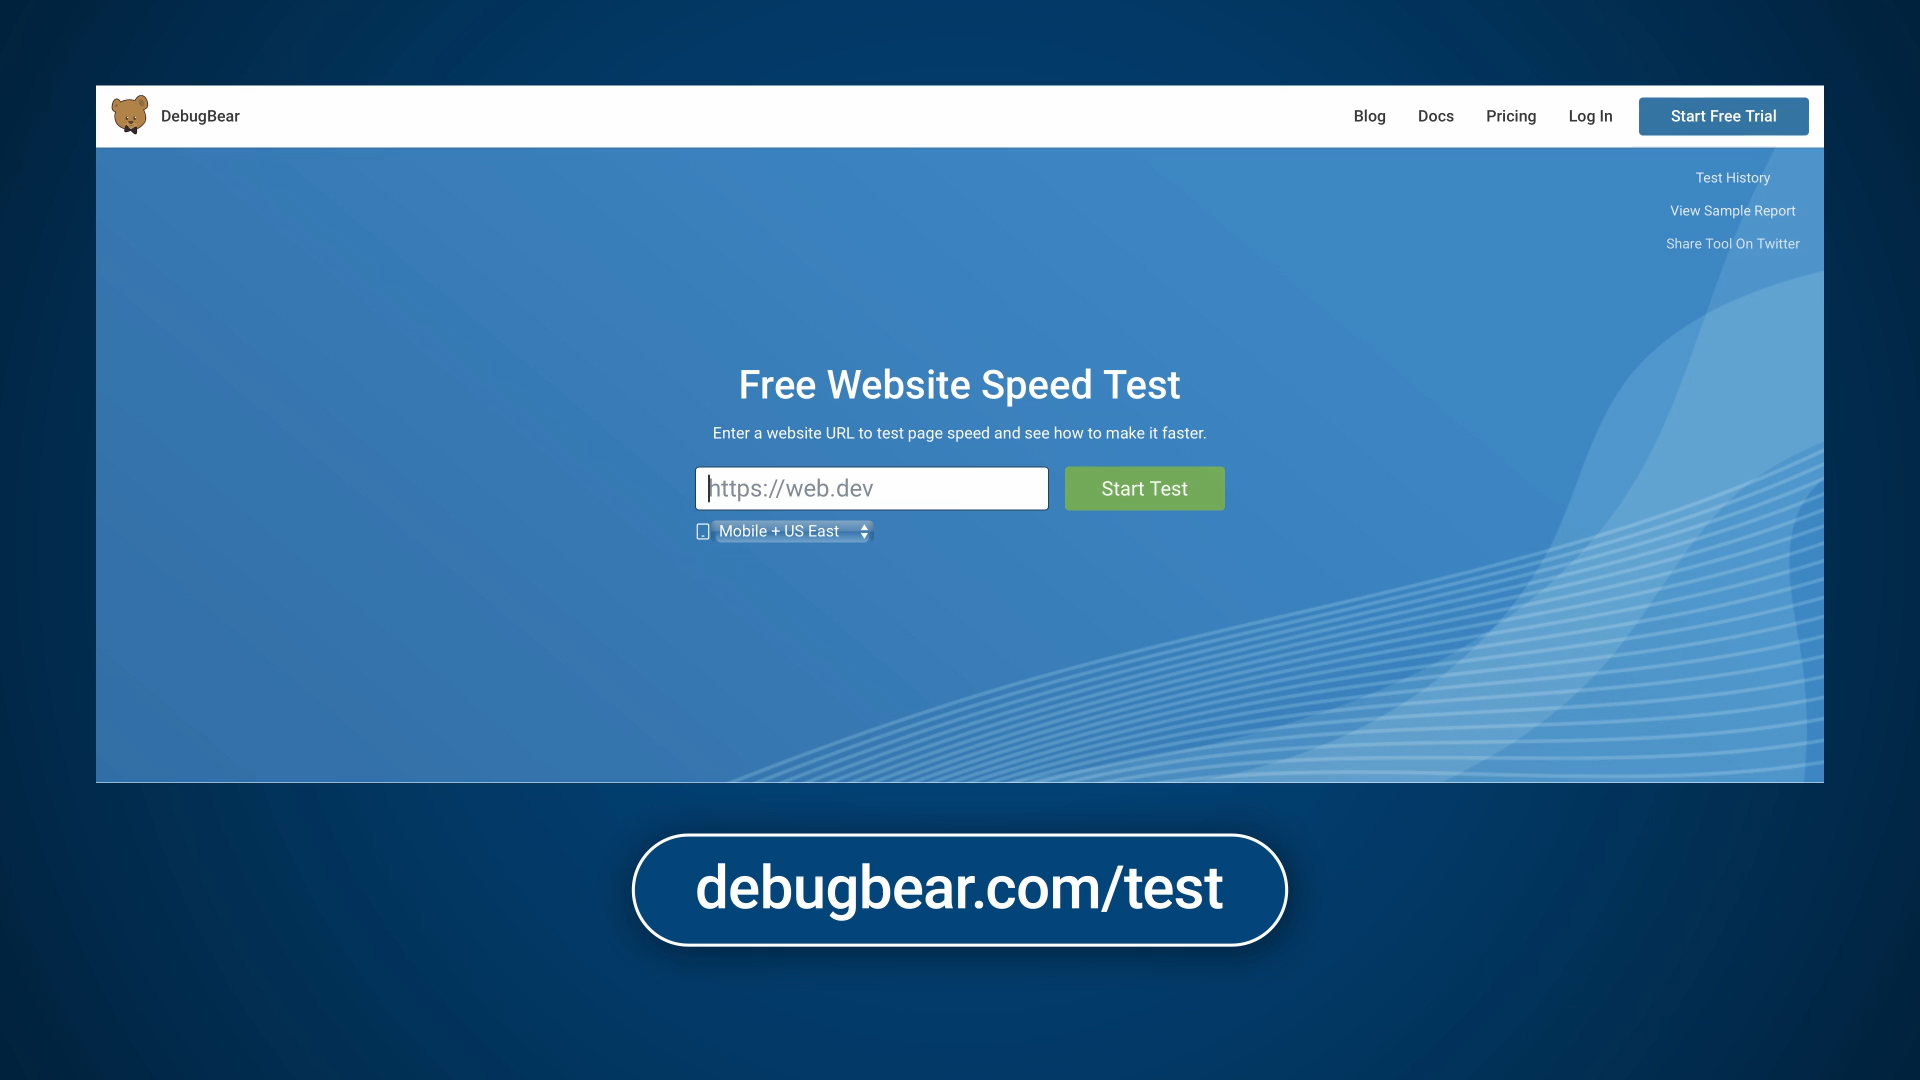 DebugBear
Blog
Docs
Pricing
Log In
Start Free Trial
Test History
View Sample Report
Share Tool On Twitter
Free Website Speed Test
Enter a website URL to test page speed and see how to make it faster.
https://web.dev
Start Test
Mobile + US East
debugbear.com/test